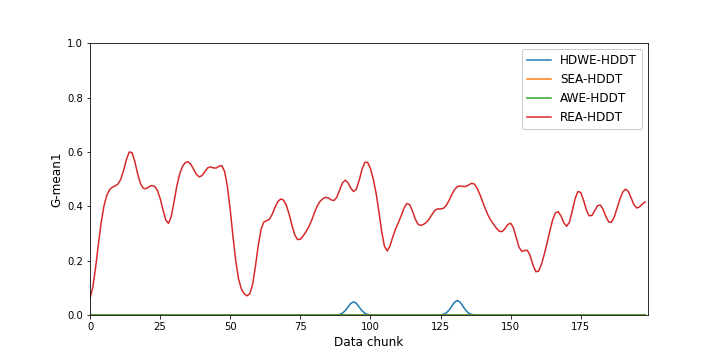 1.0
0.8
0.6
0.4
0.2
0.0
G-mean1
0 25 50 75 100 125 150 175
Data chunk
HDWE-HDDT
SEA-HDDT
AWE-HDDT
REA-HDDT